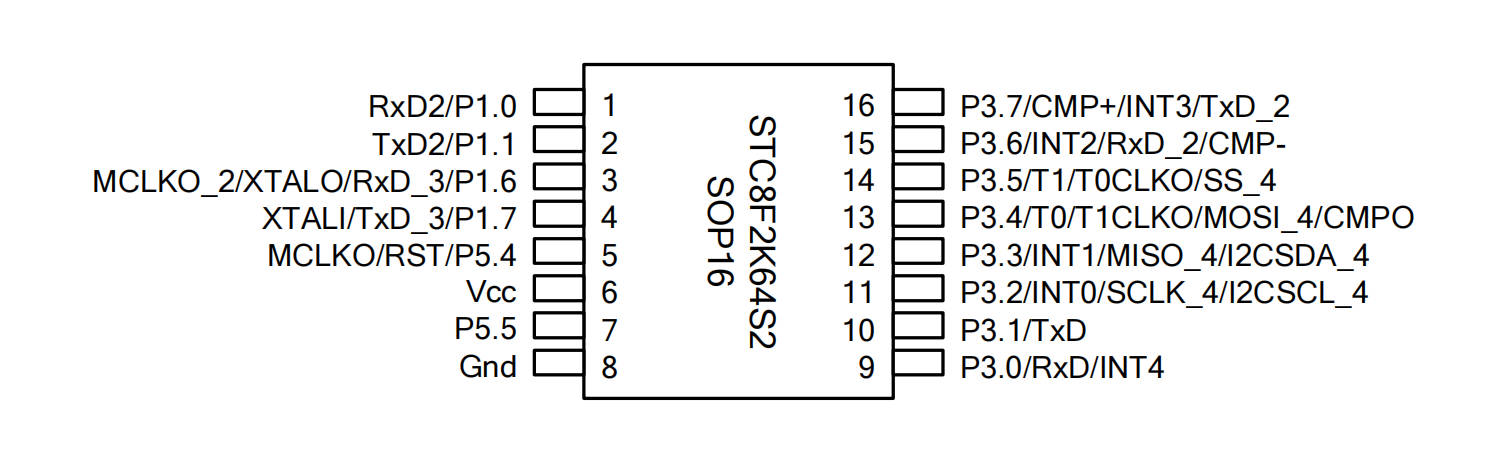 RxD2/P1.0 1 16 P3.7/CMP+/INT3/TxD_2
TxD2/P1.1 2 15 P3.6/INT2/RxD_2/CMP-
MCLKO_2/XTALO/RxD_3/P1.6 3 14 P3.5/T1/T0CLKO/SS_4
XTALI/TxD_3/P1.7 4 13 P3.4/T0/T1CLKO/MOSI_4/CMPO
MCLKO/RST/P5.4 5 12 P3.3/INT1/MISO_4/I2CSDA_4
Vcc 6 11 P3.2/INT0/SCLK_4/I2CSCL_4
P5.5 7 10 P3.1/TxD
Gnd 8 9 P3.0/RxD/INT4
STC8F2K64S2
SOP16